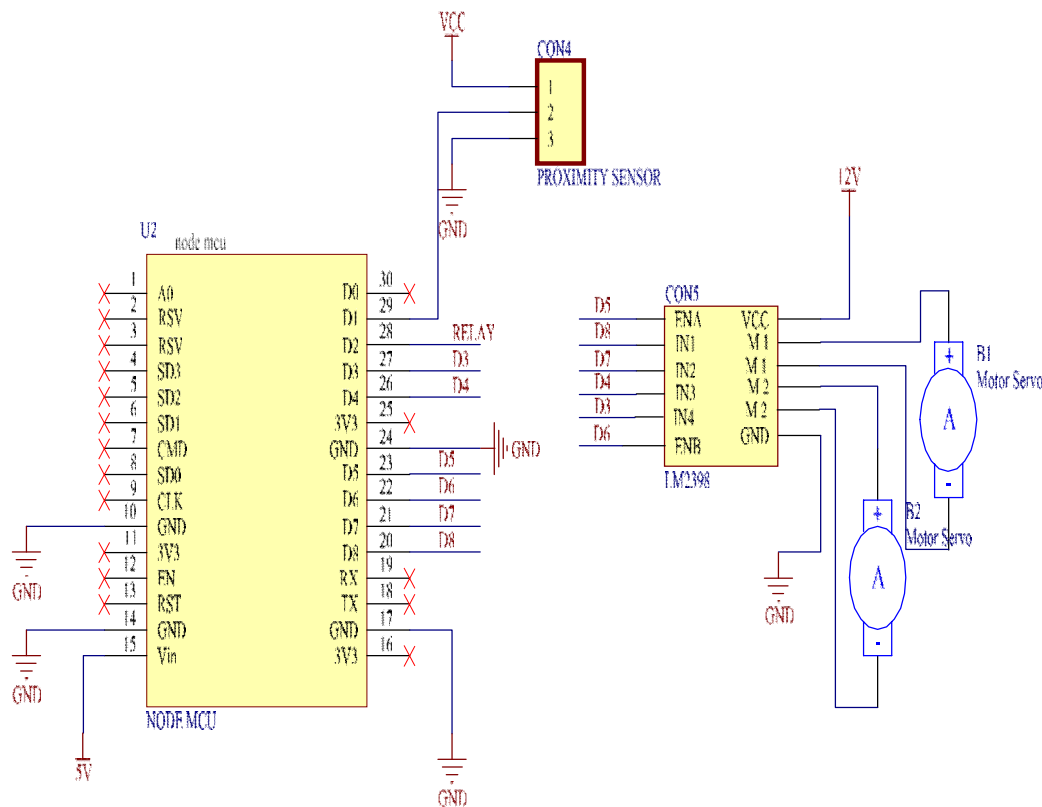 VCC
CON4
1
2
3
PROXIMITY SENSOR
GND
U2
node mcu
1 A0
2 RSV
3 RSV
4 SD3
5 SD2
6 SD1
7 CMD
8 SD0
9 CLK
10 GND
11 3V3
12 EN
13 RST
14 GND
15 Vin
30 D0
29 D1
28 D2 RELAY
27 D3 D3
26 D4 D4
25 3V3
24 GND GND
23 D5 D5
22 D6 D6
21 D7 D7
20 D8 D8
19 RX
18 TX
17 GND
16 3V3
NODE MCU
GND
GND
5V
GND
12V
CON5
D5 ENA
D8 IN1
D7 IN2
D4 IN3
D3 IN4
D6 ENB
VCC
M1
M1
M2
M2
GND
LM2398
GND
B1
Motor Servo
+
A
-
B2
Motor Servo
+
A
-